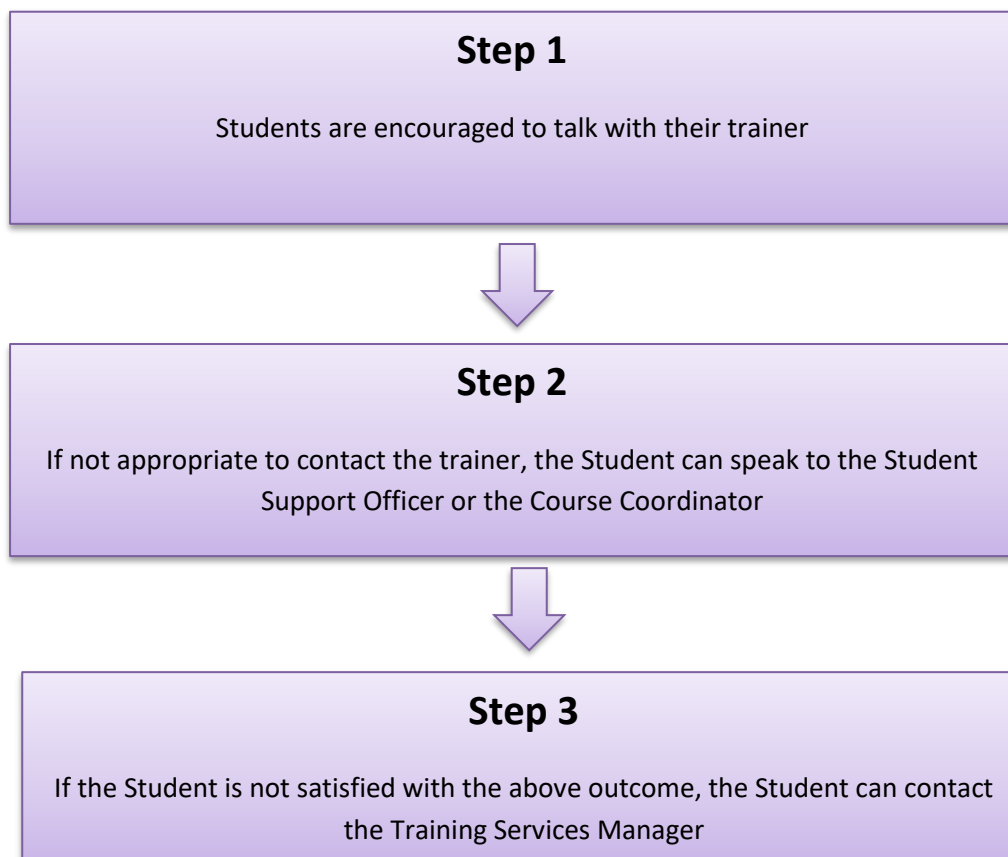 Step 1
Students are encouraged to talk with their trainer
Step 2
If not appropriate to contact the trainer, the Student can speak to the Student
Support Officer or the Course Coordinator
Step 3
If the Student is not satisfied with the above outcome, the Student can contact
the Training Services Manager